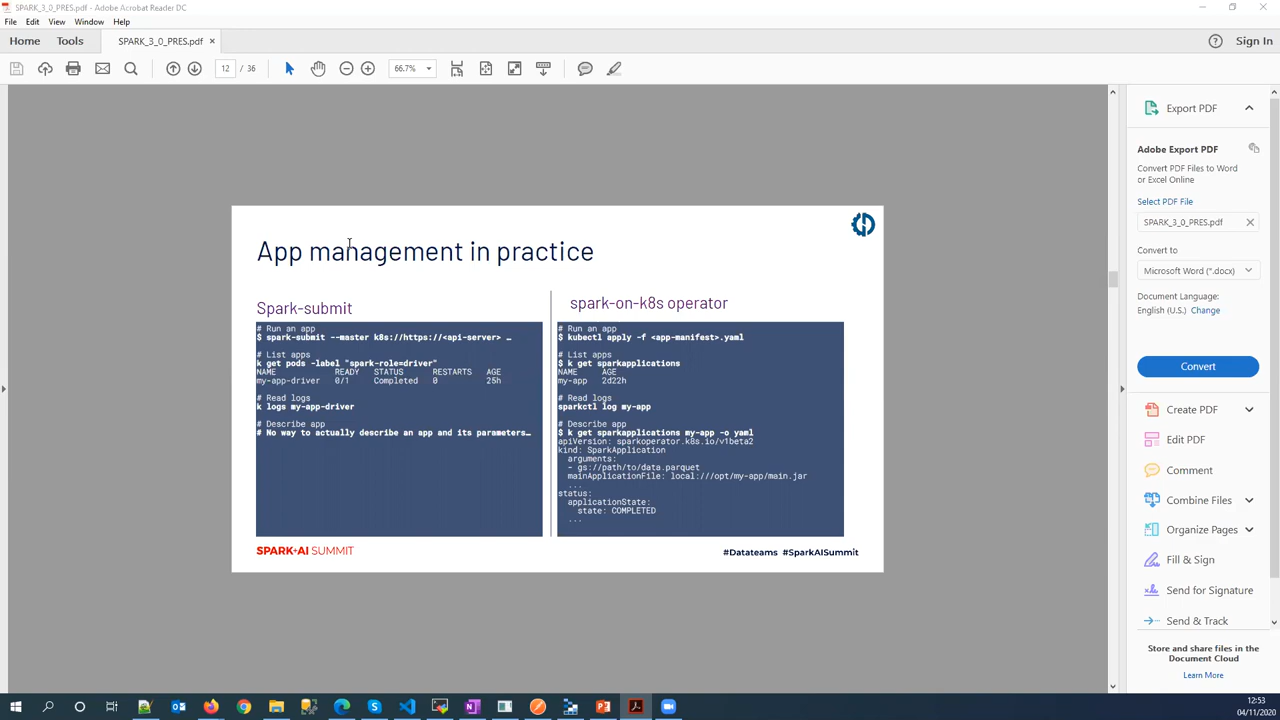 SPARK_3_0_PRES.pdf - Adobe Acrobat Reader DC
File Edit View Window Help
Home Tools SPARK_3_0_PRES.pdf × Sign In
12 / 36 66.7%
App management in practice
Spark-submit
# Run an app
$ spark-submit --master k8s://https://<api-server> …
# List apps
k get pods -label "spark-role=driver"
NAME READY STATUS RESTARTS AGE
my-app-driver 0/1 Completed 0 25h
# Read logs
k logs my-app-driver
# Describe app
# No way to actually describe an app and its parameters…
spark-on-k8s operator
# Run an app
$ kubectl apply -f <app-manifest>.yaml
# List apps
$ k get sparkapplications
NAME AGE
my-app 2d22h
# Read logs
sparkctl log my-app
# Describe app
$ k get sparkapplications my-app -o yaml
apiVersion: sparkoperator.k8s.io/v1beta2
kind: SparkApplication
arguments:
- gs://path/to/data.parquet
mainApplicationFile: local:///opt/my-app/main.jar
...
status:
applicationState:
state: COMPLETED
...
SPARK+AI SUMMIT
#Datateams #SparkAISummit
Export PDF
Adobe Export PDF
Convert PDF Files to Word
or Excel Online
Select PDF File
SPARK_3_0_PRES.pdf
Convert to
Microsoft Word (*.docx)
Document Language:
English (U.S.) Change
Convert
Create PDF
Edit PDF
Comment
Combine Files
Organize Pages
Fill & Sign
Send for Signature
Send & Track
Store and share files in the
Document Cloud
Learn More
12:53
04/11/2020